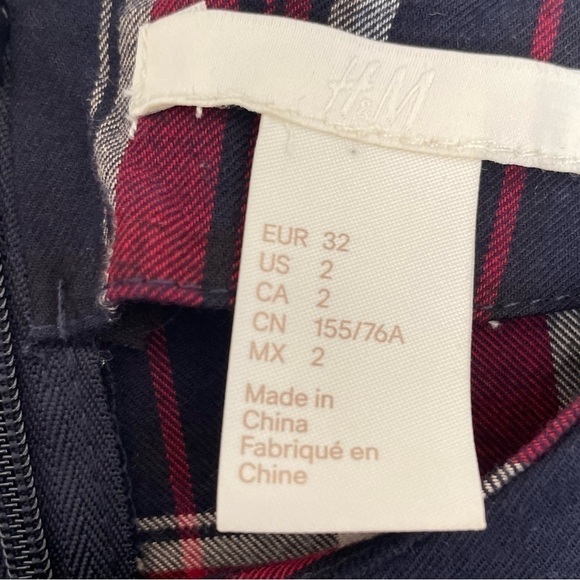 H&M
EUR 32
US 2
CA 2
CN 155/76A
MX 2
Made in
China
Fabriqué en
Chine